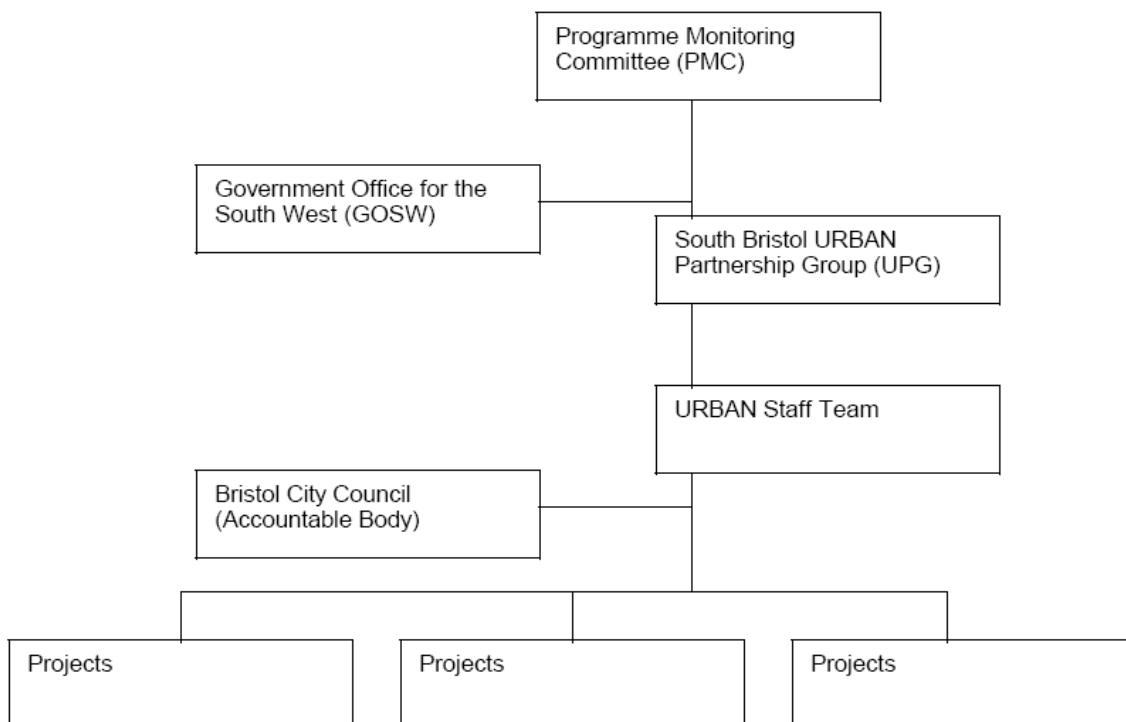 Programme Monitoring
Committee (PMC)
Government Office for the
South West (GOSW)
South Bristol URBAN
Partnership Group (UPG)
URBAN Staff Team
Bristol City Council
(Accountable Body)
Projects
Projects
Projects